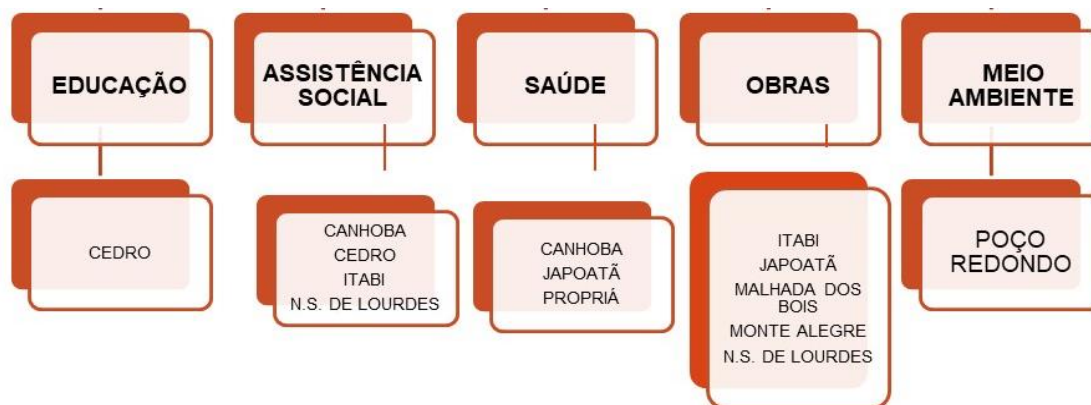 EDUCAÇÃO
ASSISTÊNCIA
SOCIAL
SAÚDE
OBRAS
MEIO
AMBIENTE
CEDRO
CANHOBA
CEDRO
ITABI
N.S. DE LOURDES
CANHOBA
JAPOATÃ
PROPRIÁ
ITABI
JAPOATÃ
MALHADA DOS
BOIS
MONTE ALEGRE
N.S. DE LOURDES
POÇO
REDONDO